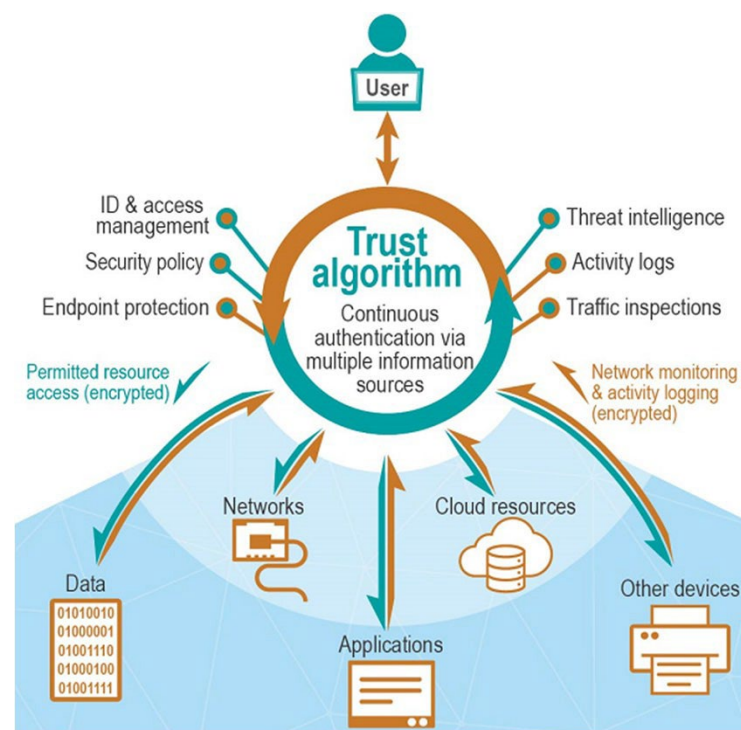 User
ID & access
management
Security policy
Endpoint protection
Trust
algorithm
Continuous
authentication via
multiple information
sources
Threat intelligence
Activity logs
Traffic inspections
Permitted resource
access (encrypted)
Network monitoring
& activity logging
(encrypted)
Networks
Cloud resources
Data
01010010
01000001
01001110
01000100
01001111
Applications
Other devices